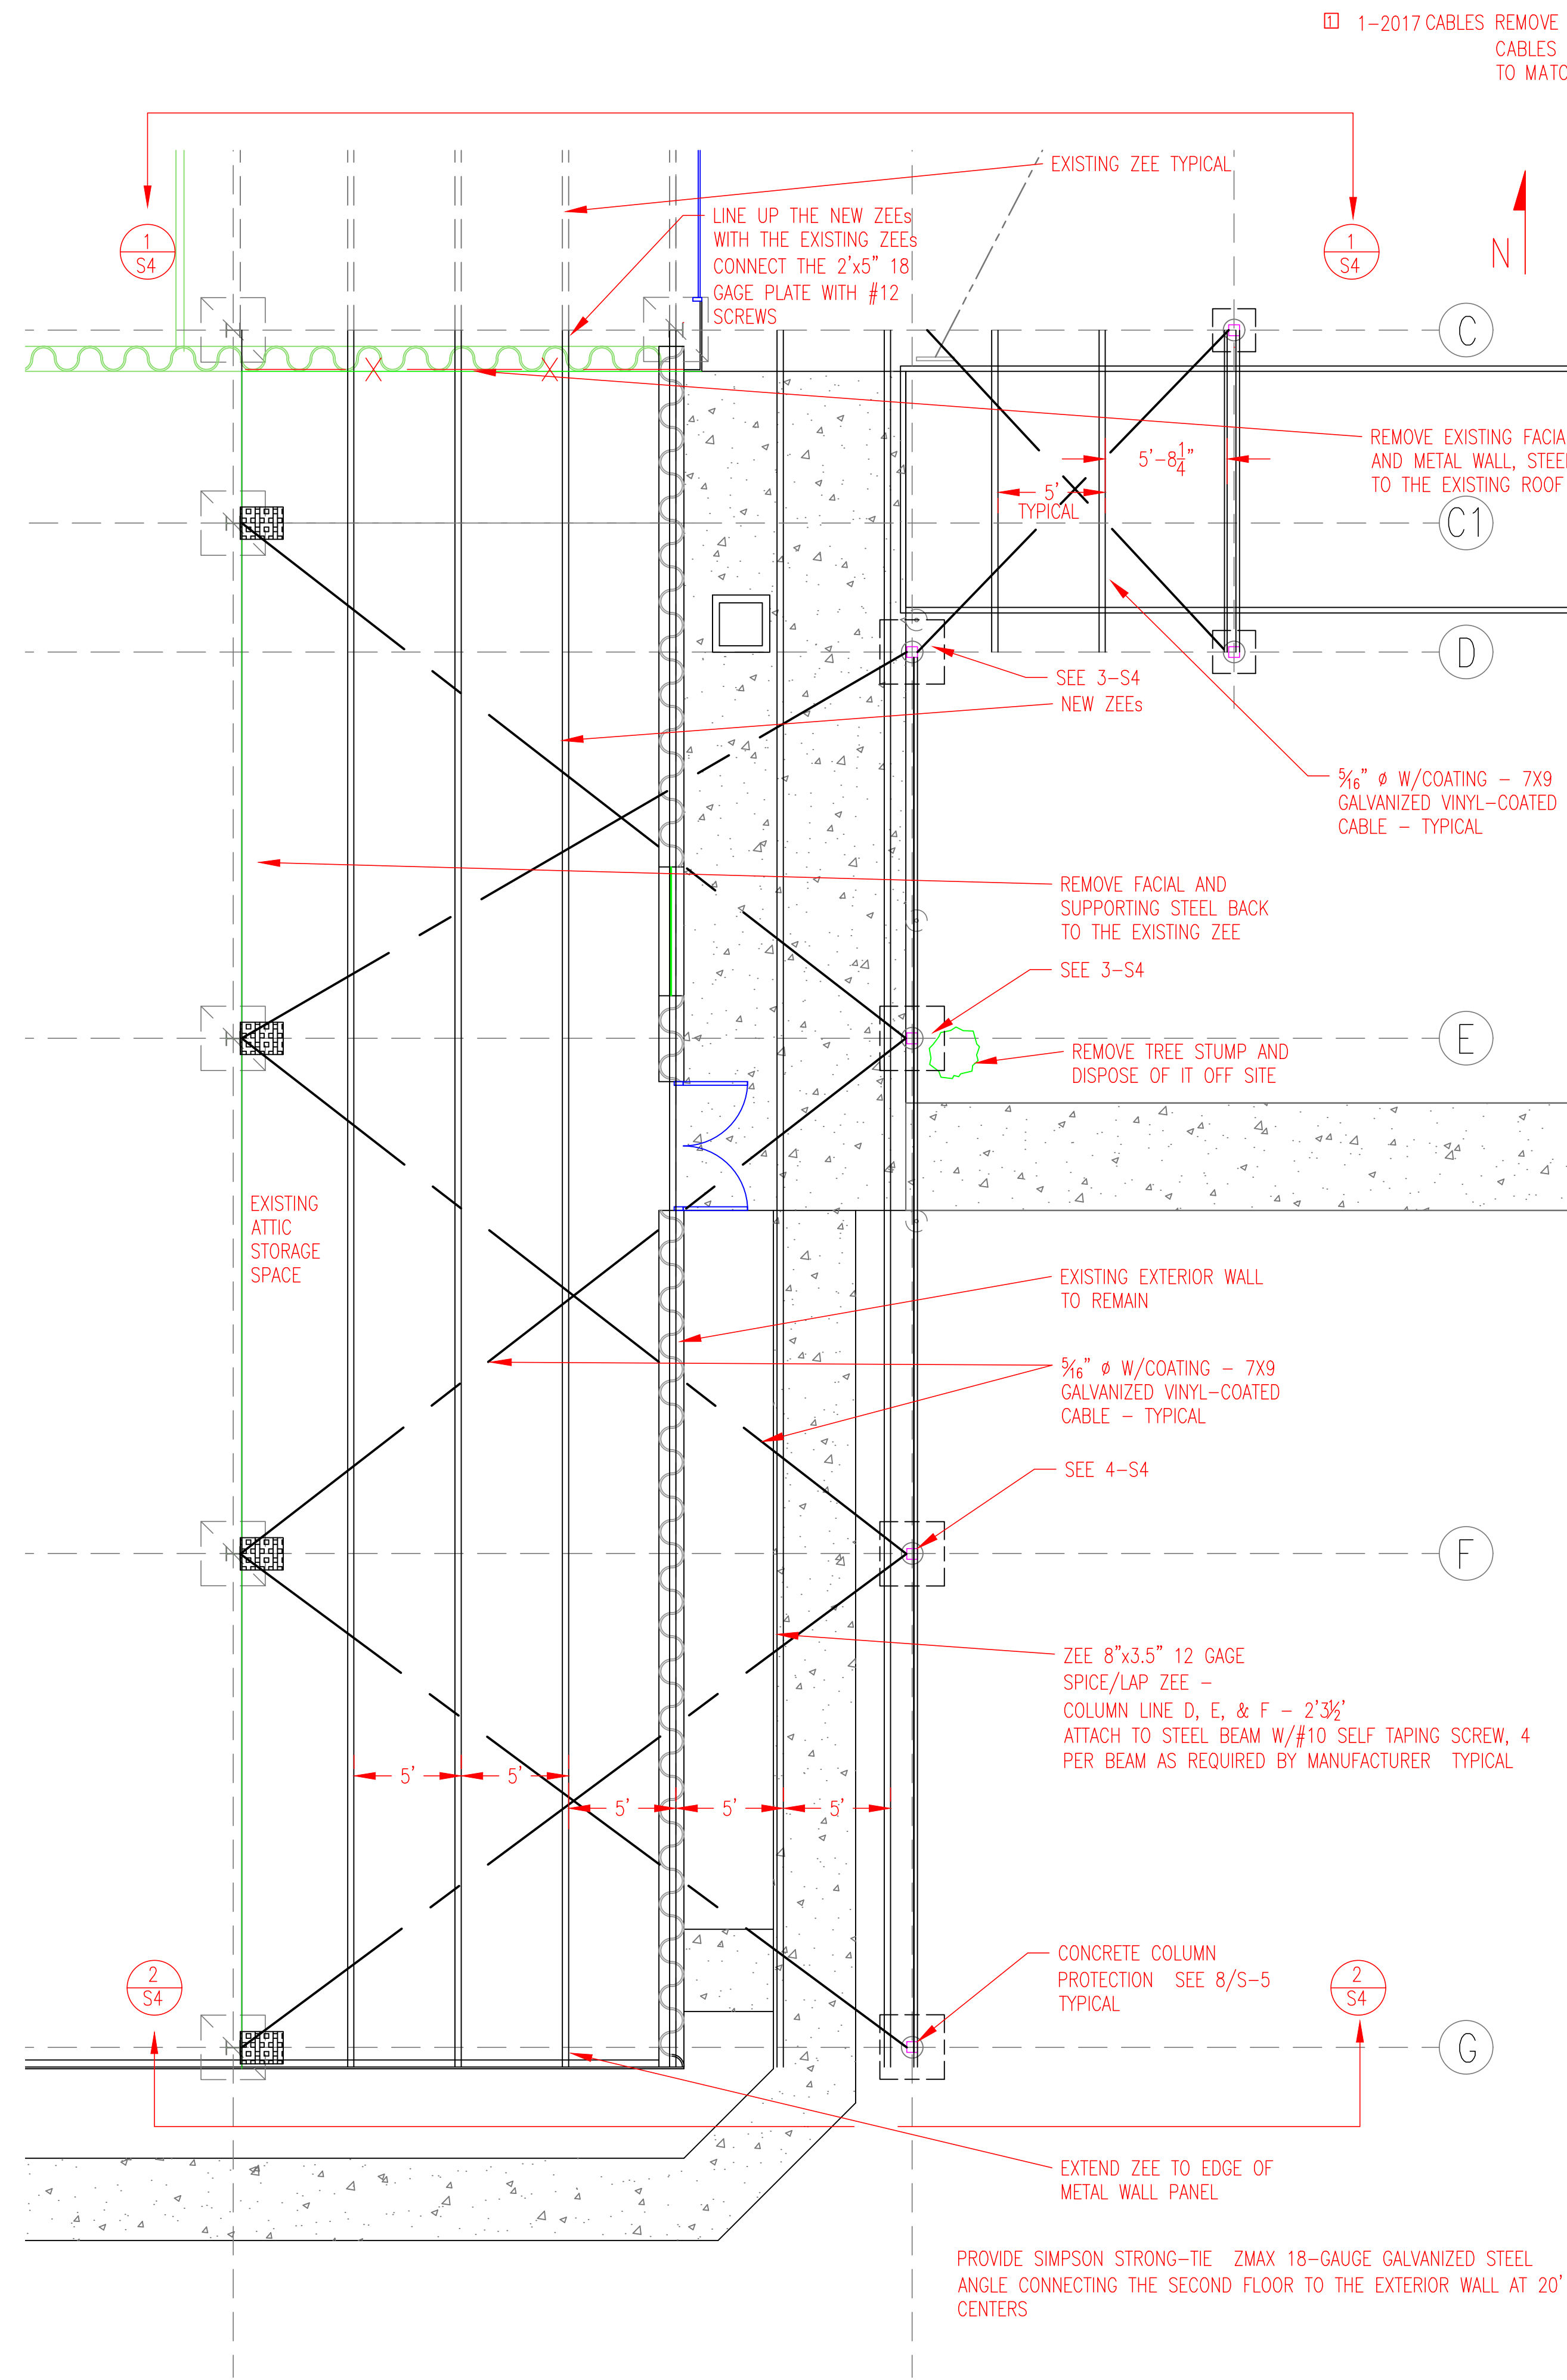 1 1-2017 CABLES REMOVE
CABLES
TO MATC
EXISTING ZEE TYPICAL
LINE UP THE NEW ZEEs
WITH THE EXISTING ZEEs
CONNECT THE 2'x5" 18
GAGE PLATE WITH #12
SCREWS
1
S4
1
S4
N
C
REMOVE EXISTING FACIA
AND METAL WALL, STEE
TO THE EXISTING ROOF
5'-8 1/4"
5'
TYPICAL
C1
D
SEE 3-S4
NEW ZEEs
5/16" ø W/COATING - 7X9
GALVANIZED VINYL-COATED
CABLE - TYPICAL
REMOVE FACIAL AND
SUPPORTING STEEL BACK
TO THE EXISTING ZEE
SEE 3-S4
E
REMOVE TREE STUMP AND
DISPOSE OF IT OFF SITE
EXISTING
ATTIC
STORAGE
SPACE
EXISTING EXTERIOR WALL
TO REMAIN
5/16" ø W/COATING - 7X9
GALVANIZED VINYL-COATED
CABLE - TYPICAL
SEE 4-S4
F
ZEE 8"x3.5" 12 GAGE
SPICE/LAP ZEE -
COLUMN LINE D, E, & F - 2'3½'
ATTACH TO STEEL BEAM W/#10 SELF TAPING SCREW, 4
PER BEAM AS REQUIRED BY MANUFACTURER TYPICAL
5' 5' 5' 5' 5'
CONCRETE COLUMN
PROTECTION SEE 8/S-5
TYPICAL
2
S4
2
S4
G
EXTEND ZEE TO EDGE OF
METAL WALL PANEL
PROVIDE SIMPSON STRONG-TIE ZMAX 18-GAUGE GALVANIZED STEEL
ANGLE CONNECTING THE SECOND FLOOR TO THE EXTERIOR WALL AT 20'
CENTERS